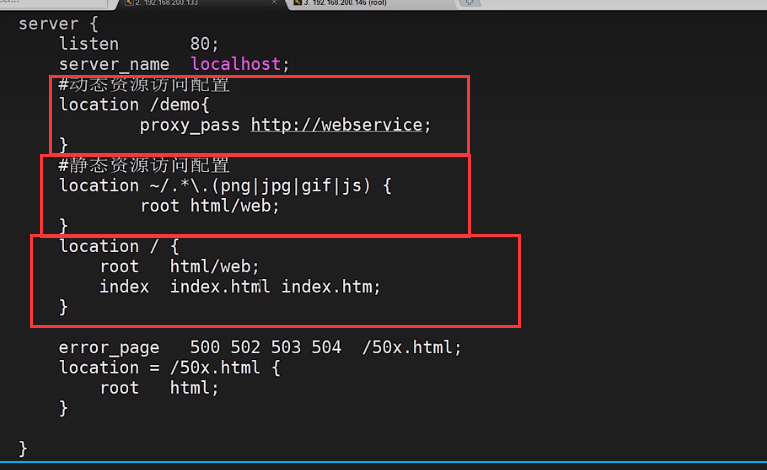 2. 192.168.200.133
3. 192.168.200.146 (root)
server {
listen 80;
server_name localhost;
#动态资源访问配置
location /demo{
proxy_pass http://webservice;
}
#静态资源访问配置
location ~/.*\.(png|jpg|gif|js) {
root html/web;
}
location / {
root html/web;
index index.html index.htm;
}
error_page 500 502 503 504 /50x.html;
location = /50x.html {
root html;
}
}